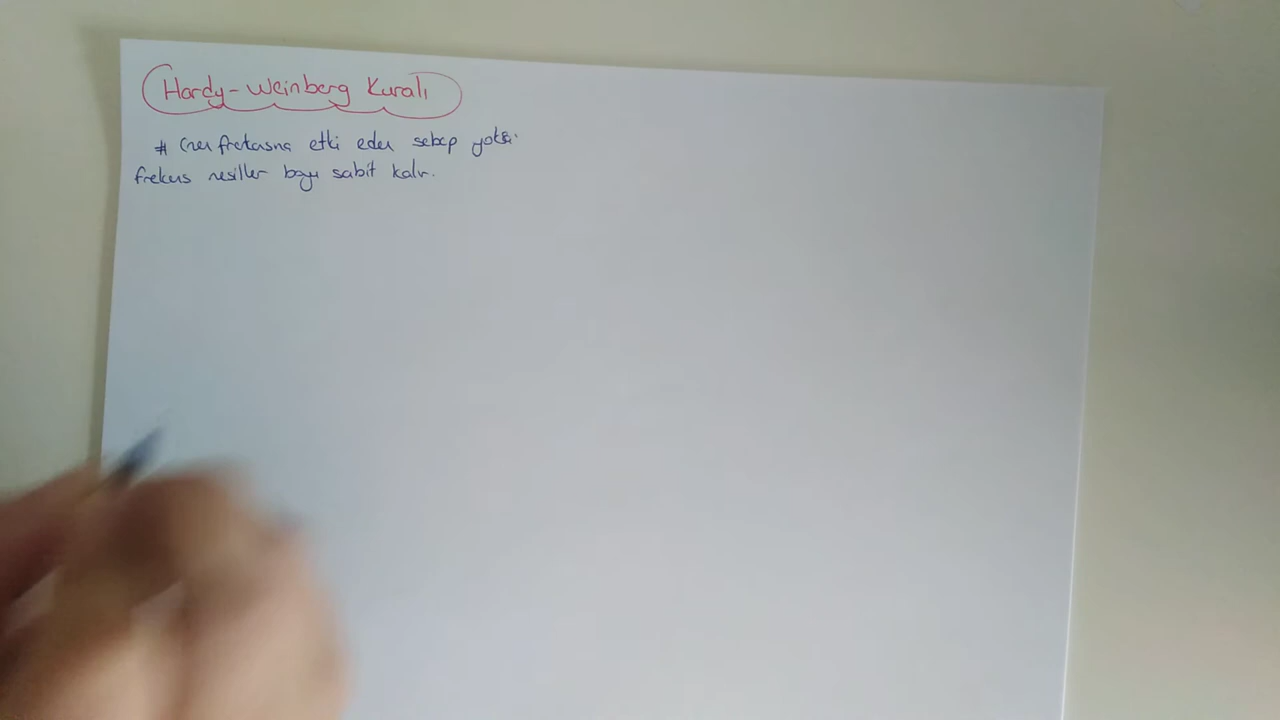 Hardy-Weinberg Kuralı
# Gen frekansına etki eden sebep yoksa
frekans nesiller boyu sabit kalır.